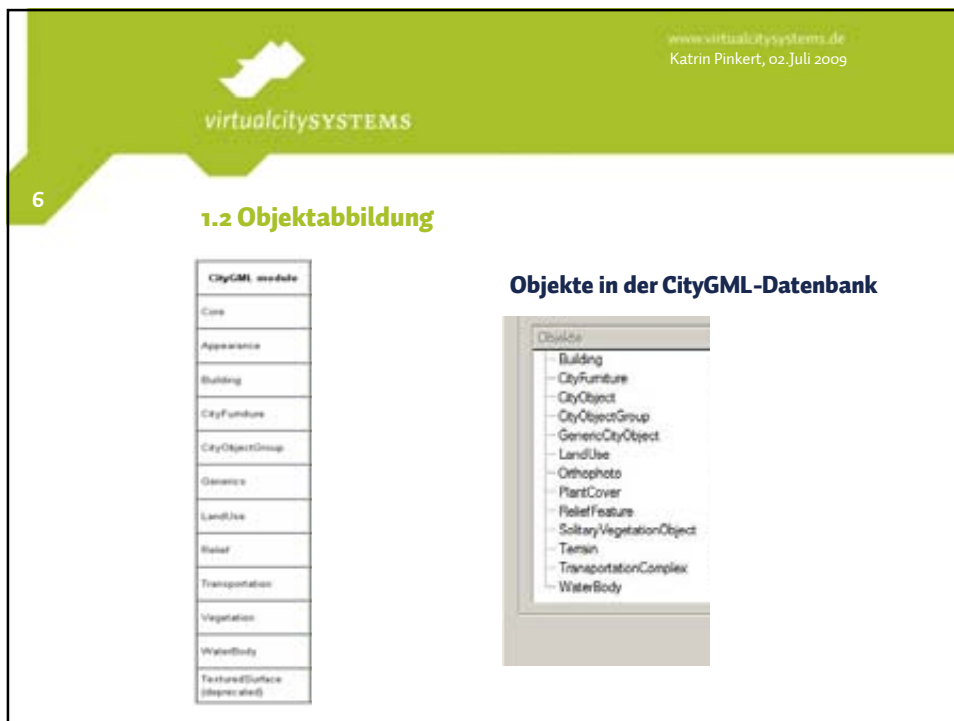 www.virtualcitysystems.de
Katrin Pinkert, 02.Juli 2009
virtualcitySYSTEMS
6
1.2 Objektabbildung
CityGML module
Core
Appearance
Building
CityFurniture
CityObjectGroup
Generics
LandUse
Relief
Transportation
Vegetation
WaterBody
TexturedSurface
(deprecated)
Objekte in der CityGML-Datenbank
Objekte
Building
CityFurniture
CityObject
CityObjectGroup
GenericCityObject
LandUse
Orthophoto
PlantCover
ReliefFeature
SolitaryVegetationObject
Terrain
TransportationComplex
WaterBody